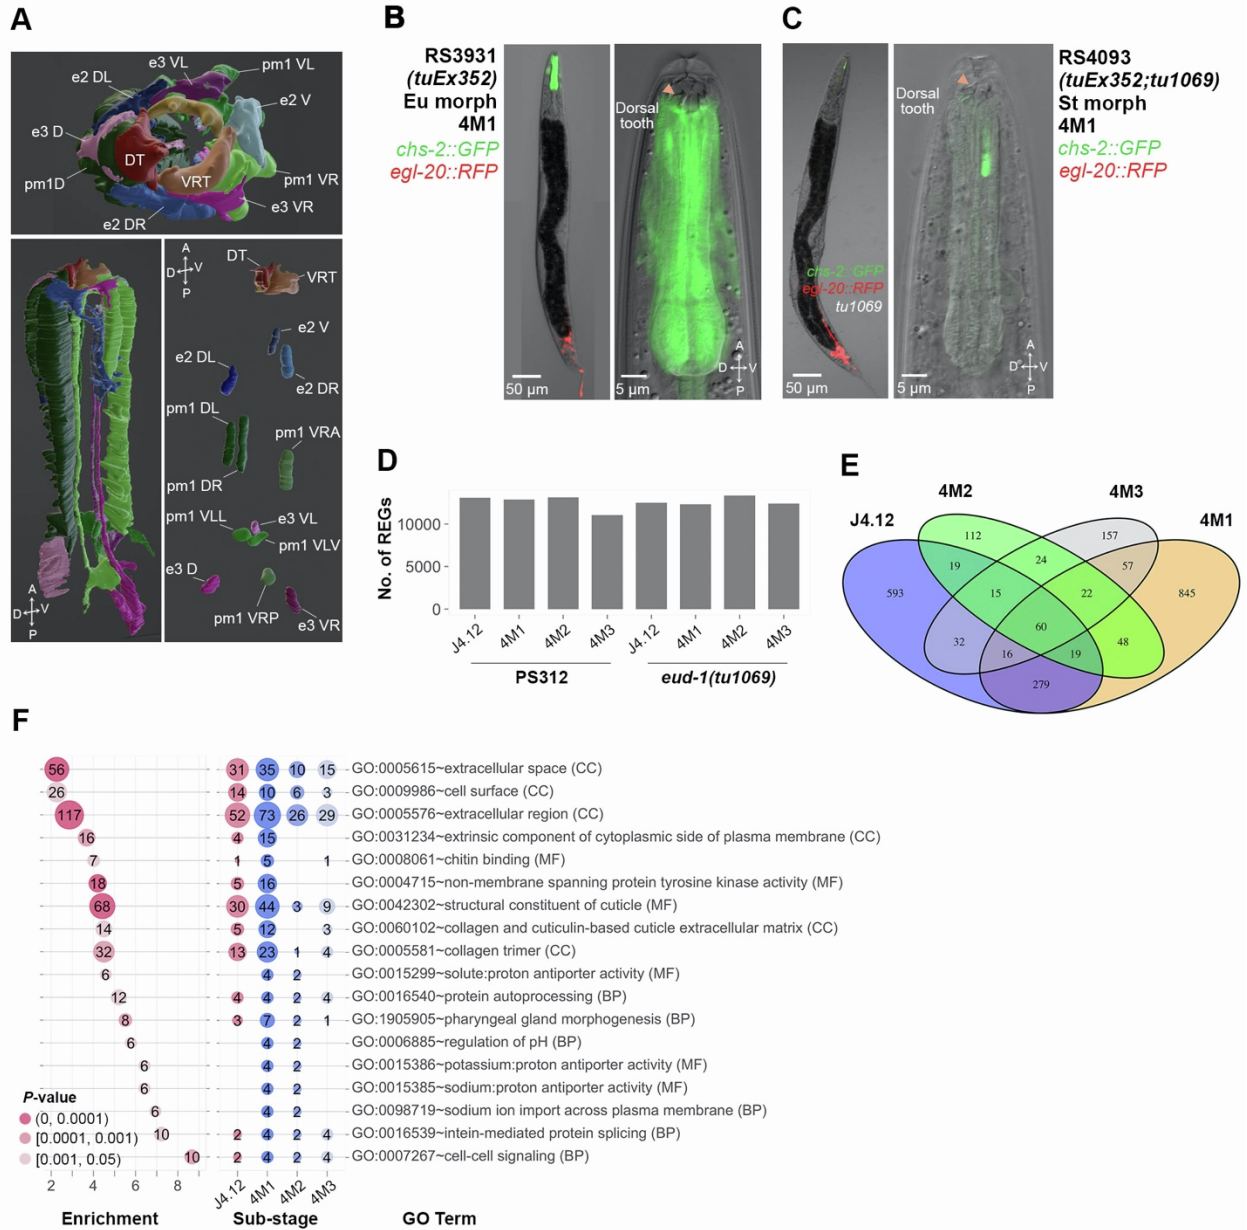 A
e3 VL
pm1 VL
e2 DL
e2 V
e3 D
DT
pm1D
VRT
pm1 VR
e3 VR
e2 DR
A
D V
P
A
D V
P
DT
VRT
e2 V
e2 DL
e2 DR
pm1 DL
pm1 VRA
pm1 DR
pm1 VLL
e3 VL
pm1 VLV
e3 D
pm1 VRP
e3 VR
B
RS3931
(tuEx352)
Eu morph
4M1
chs-2::GFP
egl-20::RFP
50 µm
Dorsal
tooth
5 µm
A
D V
P
C
chs-2::GFP
egl-20::RFP
tu1069
50 µm
Dorsal
tooth
5 µm
A
D V
P
RS4093
(tuEx352;tu1069)
St morph
4M1
chs-2::GFP
egl-20::RFP
D
No. of REGs
10000
5000
0
J4.12 4M1 4M2 4M3 J4.12 4M1 4M2 4M3
PS312 eud-1(tu1069)
E
4M2 4M3
J4.12 4M1
112 157
24
19 57
593 15 22 845
60
32 16 19 48
279
F
56 31 35 10 15 GO:0005615~extracellular space (CC)
26 14 10 6 3 GO:0009986~cell surface (CC)
117 52 73 26 29 GO:0005576~extracellular region (CC)
16 4 15 GO:0031234~extrinsic component of cytoplasmic side of plasma membrane (CC)
7 1 5 1 GO:0008061~chitin binding (MF)
18 5 16 GO:0004715~non-membrane spanning protein tyrosine kinase activity (MF)
68 30 44 3 9 GO:0042302~structural constituent of cuticle (MF)
14 5 12 3 GO:0060102~collagen and cuticulin-based cuticle extracellular matrix (CC)
32 13 23 1 4 GO:0005581~collagen trimer (CC)
6 4 2 GO:0015299~solute:proton antiporter activity (MF)
12 4 4 2 4 GO:0016540~protein autoprocessing (BP)
8 3 7 2 1 GO:1905905~pharyngeal gland morphogenesis (BP)
6 4 2 GO:0006885~regulation of pH (BP)
6 4 2 GO:0015386~potassium:proton antiporter activity (MF)
6 4 2 GO:0015385~sodium:proton antiporter activity (MF)
6 4 2 GO:0098719~sodium ion import across plasma membrane (BP)
10 2 4 2 4 GO:0016539~intein-mediated protein splicing (BP)
10 2 4 2 4 GO:0007267~cell-cell signaling (BP)
P-value
(0, 0.0001)
[0.0001, 0.001)
[0.001, 0.05)
2 4 6 8
J4.12 4M1 4M2 4M3
Enrichment Sub-stage GO Term